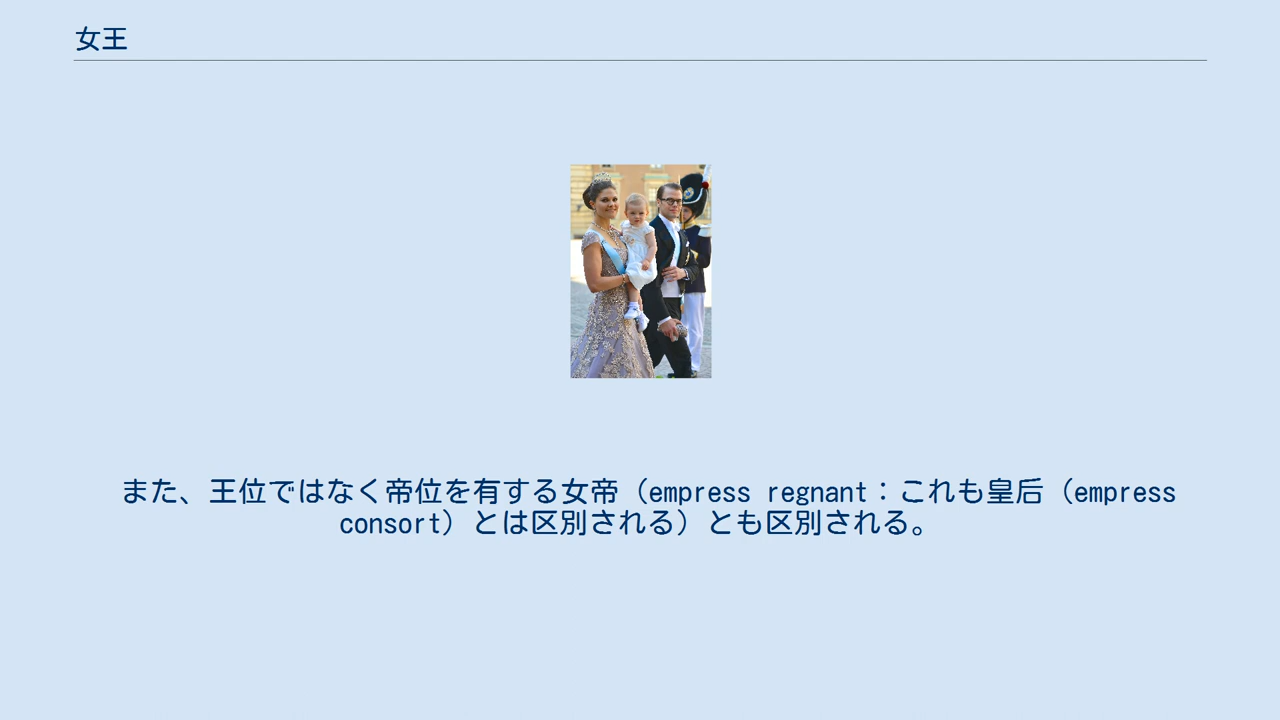 女王
また、王位ではなく帝位を有する女帝（empress regnant：これも皇后（empress
consort）とは区別される）とも区別される。